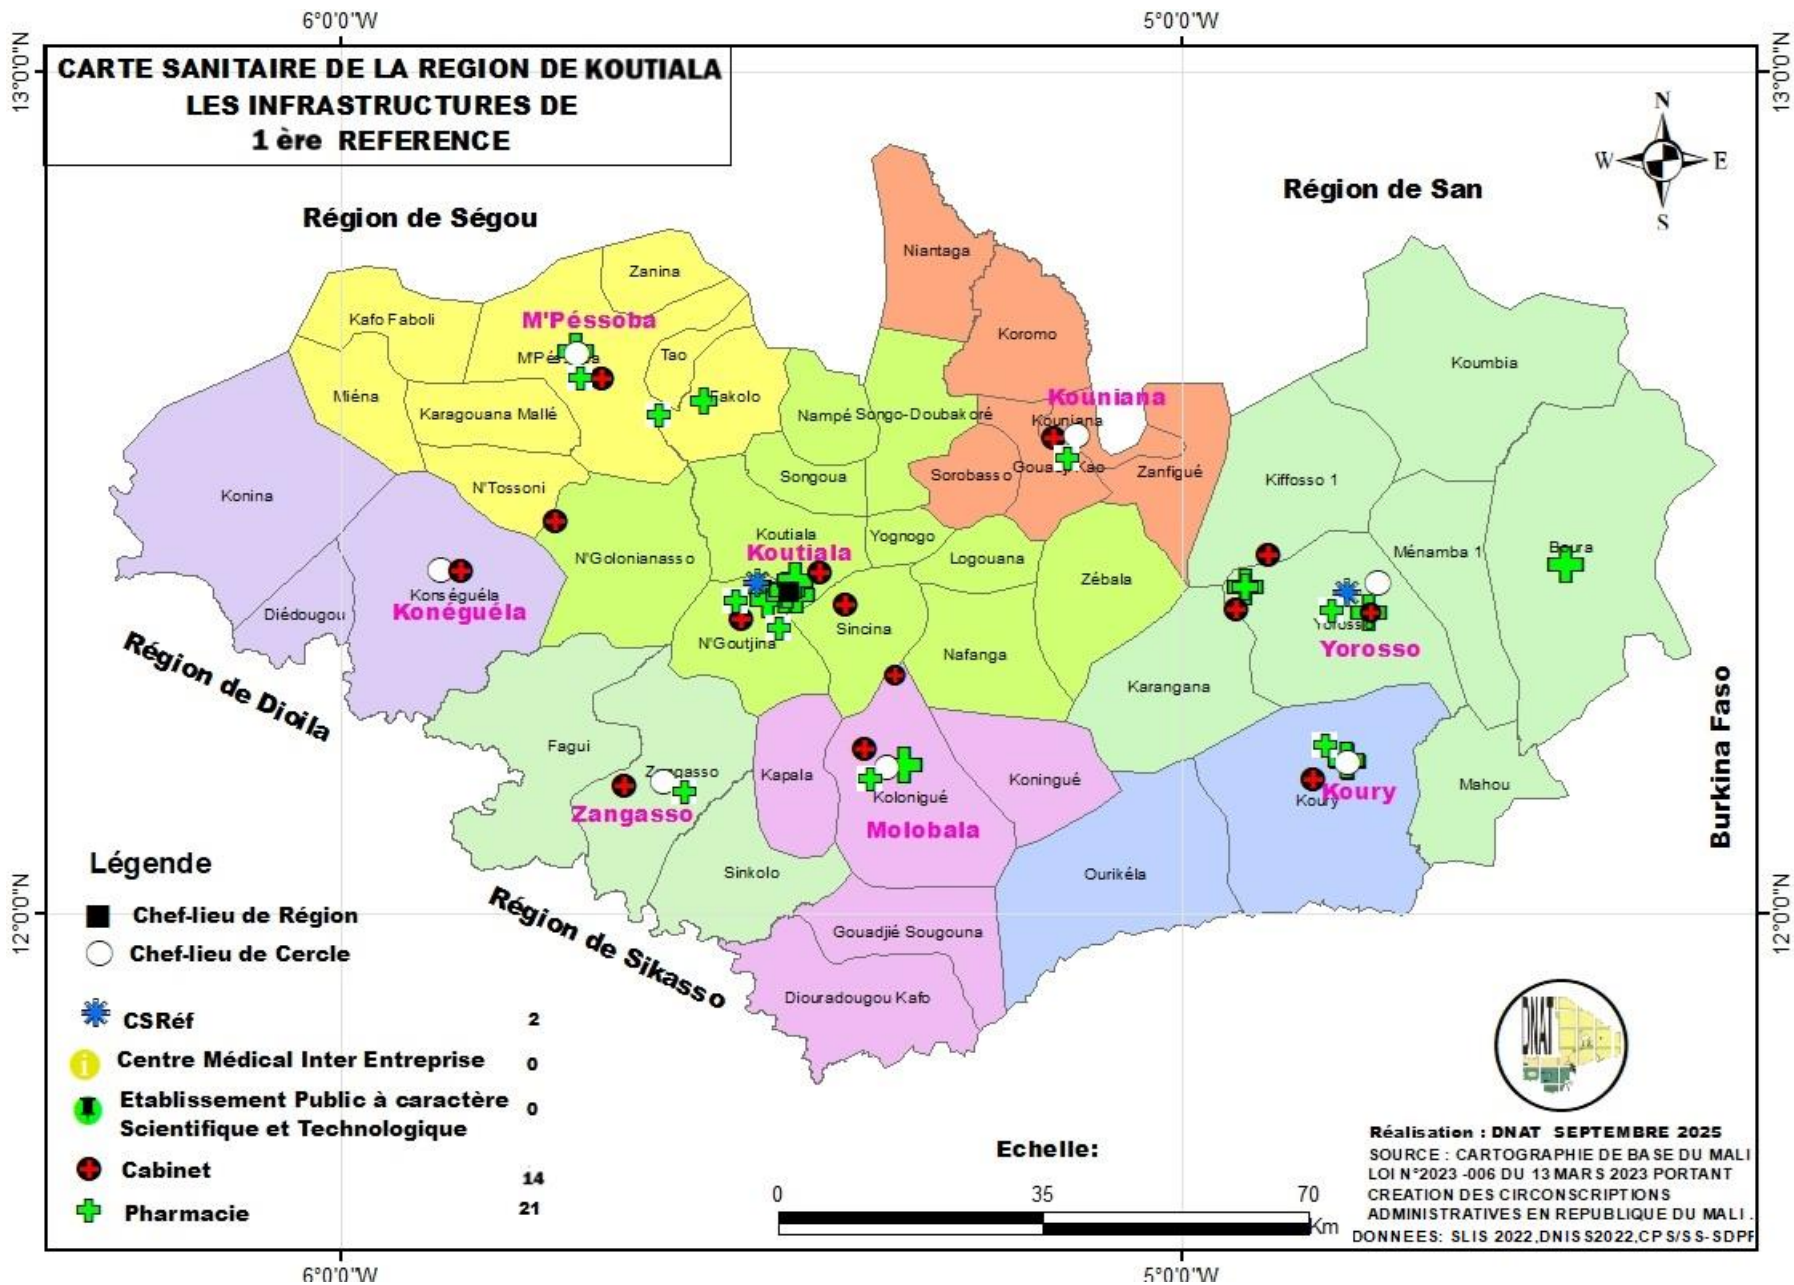 6°0'0"W
5°0'0"W
13°0'0"N
13°0'0"N
CARTE SANITAIRE DE LA REGION DE KOUTIALA
LES INFRASTRUCTURES DE
1 ère REFERENCE
N
W
E
S
Région de San
Région de Ségou
Niantaga
Zanina
Kafo Faboli
M'Péssoba
Koromo
Tao
Koumbia
Miéna
Fakolo
Kouniana
Karagouana Mallé
Nampé
Songo-Doubakoré
Kouniana
Sorobasso
Zanfigué
Songoua
Kiffosso 1
N'Tossoni
Konina
Koutiala
Yognogo
Koutiala
Ménamba 1
Boura
N'Golonianasso
Logouana
Zébala
Konséguéla
Konéguéla
Diédougou
Sincina
Yorosso
N'Goutjina
Yorosso
Nafanga
Région de Dioila
Karangana
Fagui
Zangasso
Kapala
Koningué
Burkina Faso
Mahou
Kolonigué
Koury
Koury
Zangasso
Molobala
Sinkolo
Ourikéla
Région de Sikasso
Gouadjié Sougouna
Diouradougou Kafo
12°0'0"N
12°0'0"N
Légende
Chef-lieu de Région
Chef-lieu de Cercle
CSRéf 2
Centre Médical Inter Entreprise 0
Etablissement Public à caractère 0
Scientifique et Technologique
Cabinet 14
Pharmacie 21
Echelle:
0 35 70
Km
DNAT
Réalisation : DNAT SEPTEMBRE 2025
SOURCE : CARTOGRAPHIE DE BASE DU MALI
LOI N°2023 -006 DU 13 MARS 2023 PORTANT
CREATION DES CIRCONSCRIPTIONS
ADMINISTRATIVES EN REPUBLIQUE DU MALI .
DONNEES: SLIS 2022,DNISS2022,CPS/SS-SDPF
6°0'0"W
5°0'0"W